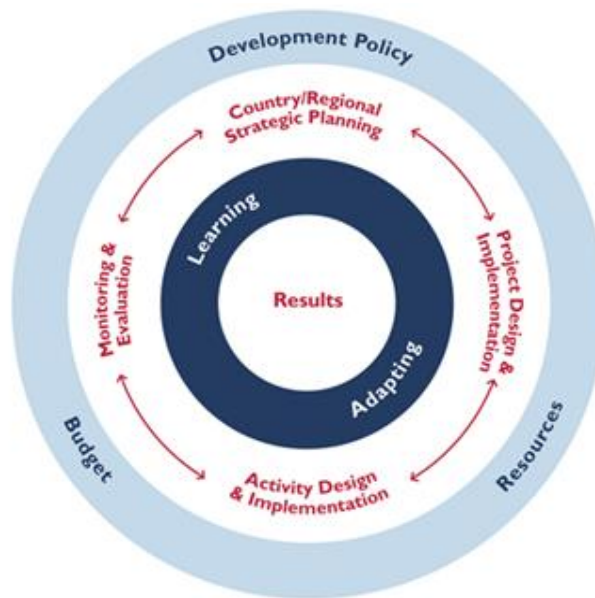 Development Policy
Country/Regional
Strategic Planning
Learning
Monitoring &
Evaluation
Results
Project Design &
Implementation
Adapting
Budget
Resources
Activity Design
& Implementation